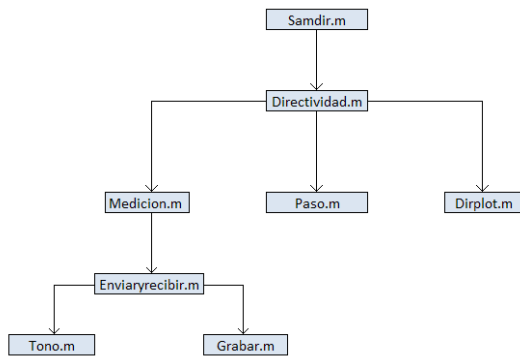 Samdir.m
Directividad.m
Medicion.m
Paso.m
Dirplot.m
Enviaryrecibir.m
Tono.m
Grabar.m